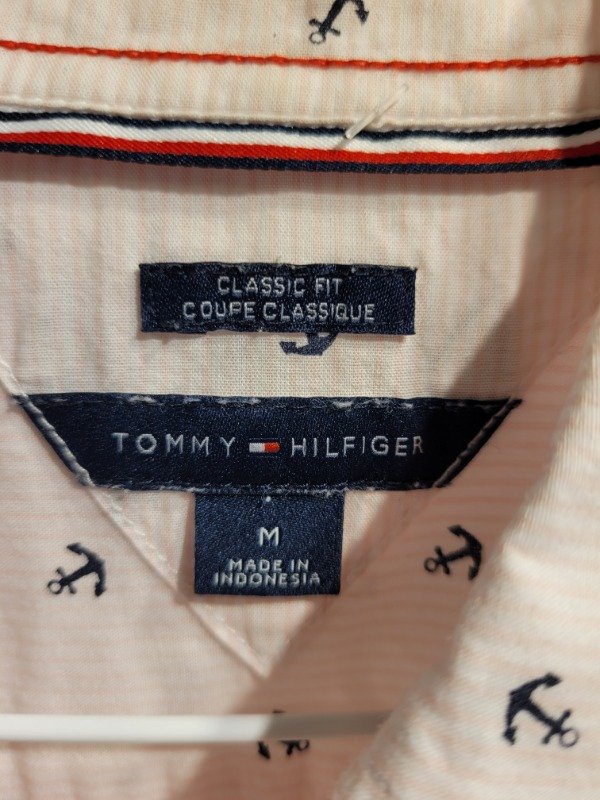 CLASSIC FIT
COUPE CLASSIQUE
TOMMY HILFIGER
M
MADE IN
INDONESIA